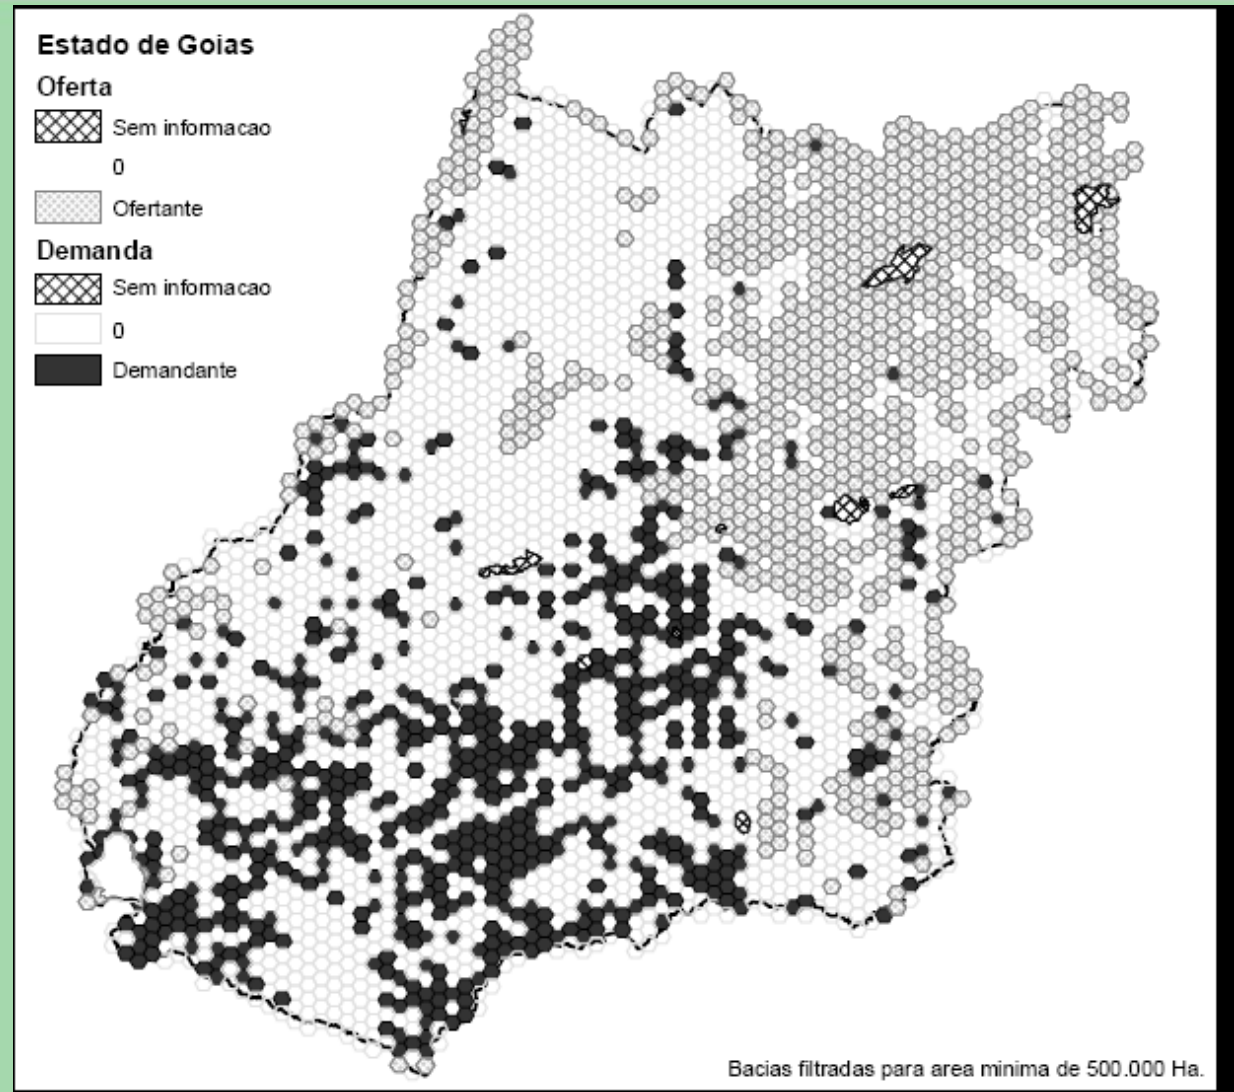 Estado de Goias
Oferta
Sem informacao
0
Ofertante
Demanda
Sem informacao
0
Demandante
Bacias filtradas para area minima de 500.000 Ha.